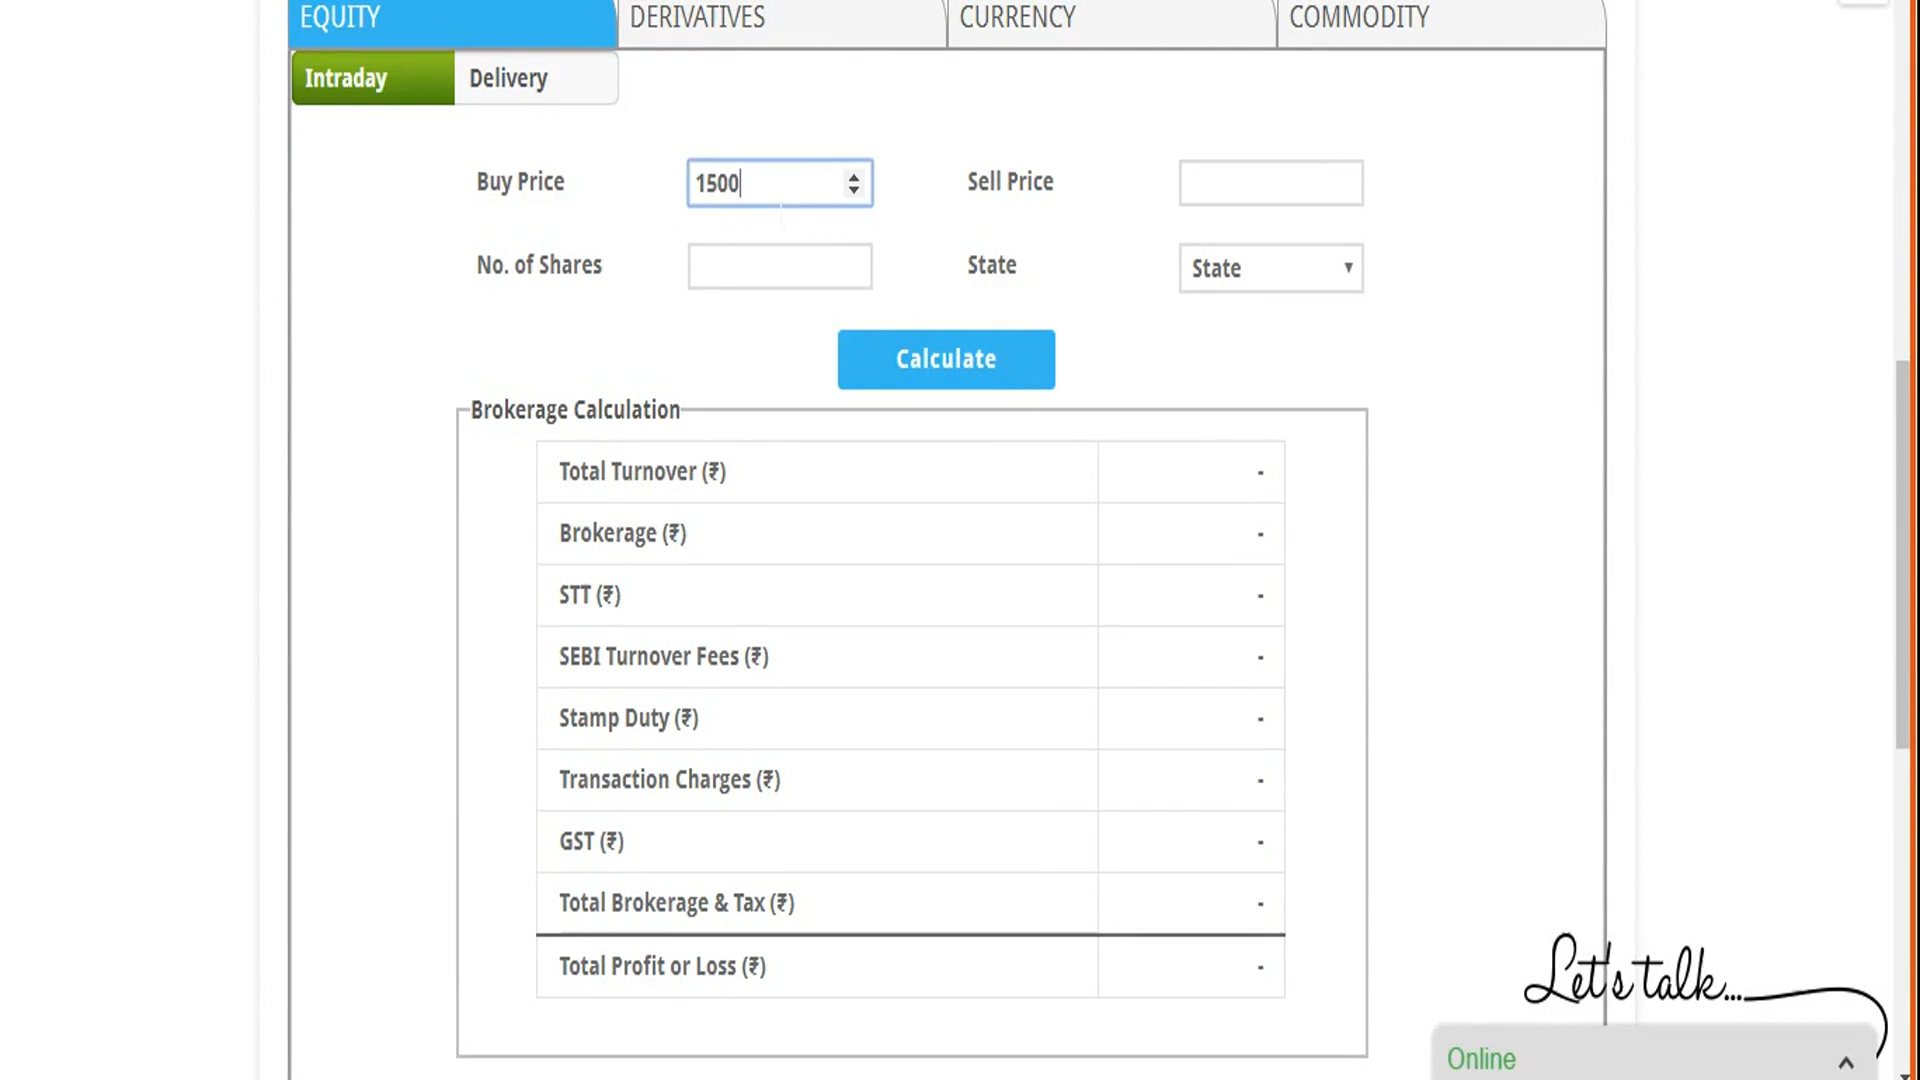 EQUITY DERIVATIVES CURRENCY COMMODITY
Intraday Delivery
Buy Price 1500 Sell Price
No. of Shares State State
Calculate
Brokerage Calculation
Total Turnover (₹) -
Brokerage (₹) -
STT (₹) -
SEBI Turnover Fees (₹) -
Stamp Duty (₹) -
Transaction Charges (₹) -
GST (₹) -
Total Brokerage & Tax (₹) -
Total Profit or Loss (₹) -
Let's talk...
Online